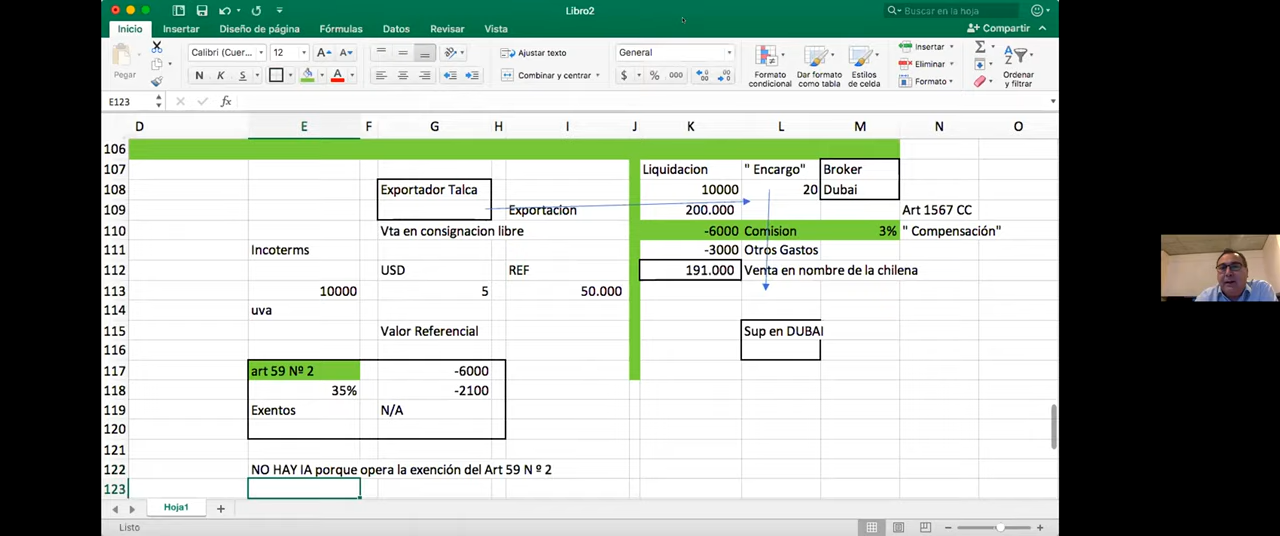 Libro2
Buscar en la hoja
Inicio Insertar Diseño de página Fórmulas Datos Revisar Vista
Compartir
Pegar
Calibri (Cuer... 12 A A
N K S A
Ajustar texto
Combinar y centrar
General
$ % 000
Formato condicional
Dar formato como tabla
Estilos de celda
Insertar
Eliminar
Formato
Ordenar y filtrar
E123 fx
D E F G H I J K L M N O
106
107 Liquidacion " Encargo" Broker
108 Exportador Talca 10000 20 Dubai
109 Exportacion 200.000 Art 1567 CC
110 Vta en consignacion libre -6000 Comision 3% " Compensación"
111 Incoterms -3000 Otros Gastos
112 USD REF 191.000 Venta en nombre de la chilena
113 10000 5 50.000
114 uva
115 Valor Referencial Sup en DUBAI
116
117 art 59 Nº 2 -6000
118 35% -2100
119 Exentos N/A
120
121
122 NO HAY IA porque opera la exención del Art 59 N º 2
123
Hoja1 +
Listo